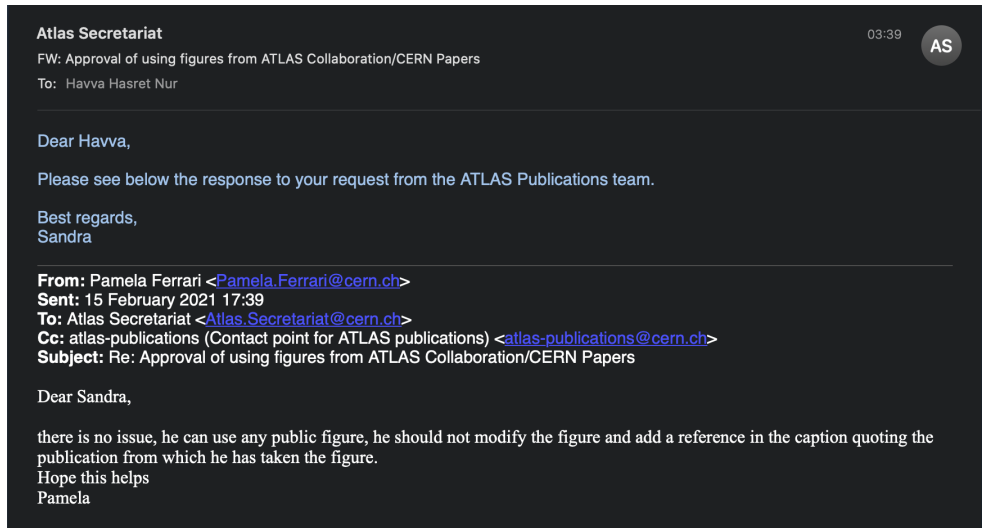 Atlas Secretariat
03:39
AS
FW: Approval of using figures from ATLAS Collaboration/CERN Papers
To: Havva Hasret Nur
Dear Havva,
Please see below the response to your request from the ATLAS Publications team.
Best regards,
Sandra
From: Pamela Ferrari <Pamela.Ferrari@cern.ch>
Sent: 15 February 2021 17:39
To: Atlas Secretariat <Atlas.Secretariat@cern.ch>
Cc: atlas-publications (Contact point for ATLAS publications) <atlas-publications@cern.ch>
Subject: Re: Approval of using figures from ATLAS Collaboration/CERN Papers
Dear Sandra,
there is no issue, he can use any public figure, he should not modify the figure and add a reference in the caption quoting the
publication from which he has taken the figure.
Hope this helps
Pamela